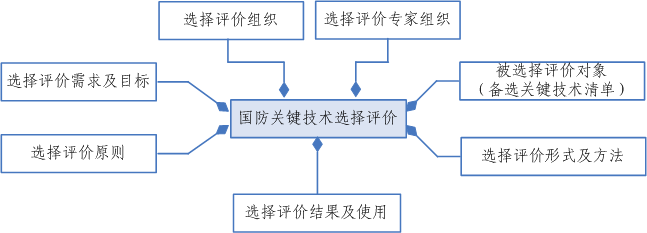 选择评价组织
选择评价专家组织
选择评价需求及目标
被选择评价对象
（备选关键技术清单）
国防关键技术选择评价
选择评价原则
选择评价形式及方法
选择评价结果及使用